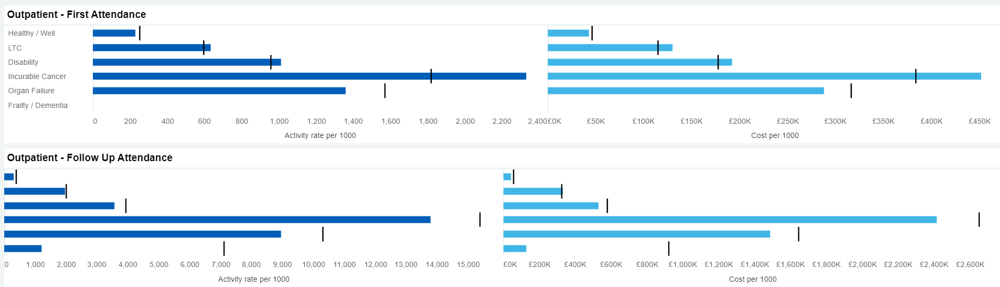 Outpatient - First Attendance
Healthy / Well
LTC
Disability
Incurable Cancer
Organ Failure
Frailty / Dementia
0 200 400 600 800 1,000 1,200 1,400 1,600 1,800 2,000 2,200 2,400 £0K £50K £100K £150K £200K £250K £300K £350K £400K £450K
Activity rate per 1000 Cost per 1000
Outpatient - Follow Up Attendance
0 1,000 2,000 3,000 4,000 5,000 6,000 7,000 8,000 9,000 10,000 11,000 12,000 13,000 14,000 15,000 £0K £200K £400K £600K £800K £1,000K £1,200K £1,400K £1,600K £1,800K £2,000K £2,200K £2,400K £2,600K
Activity rate per 1000 Cost per 1000